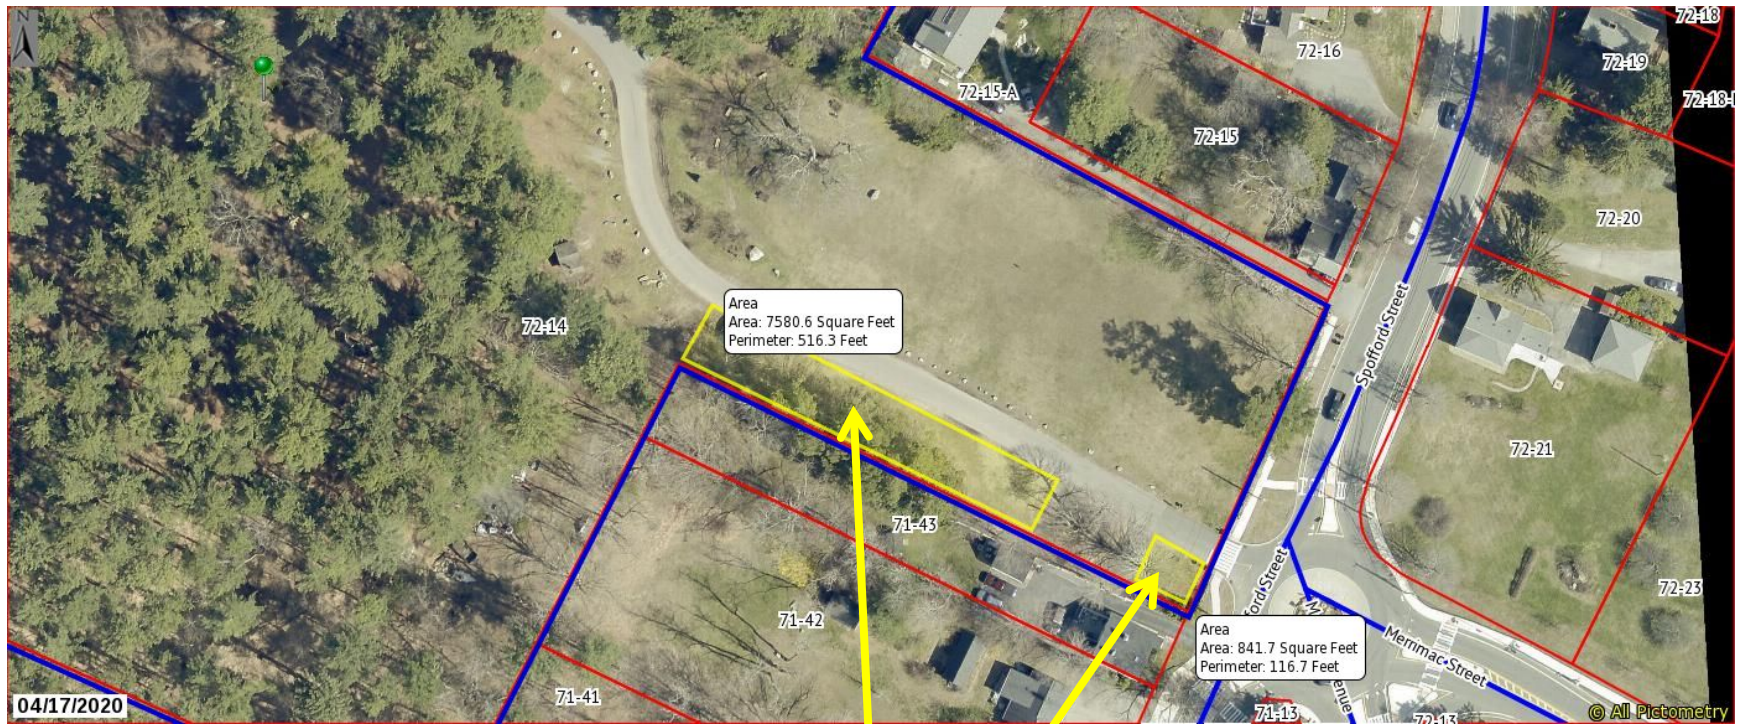 N
72-18
72-16
72-19
72-15-A
72-18-
72-15
72-20
Spofford Street
72-14
Area
Area: 7580.6 Square Feet
Perimeter: 516.3 Feet
72-21
71-43
ford Street
72-23
71-42
Area
Area: 841.7 Square Feet
Perimeter: 116.7 Feet
Merrimac Street
M
enue
71-41
04/17/2020
71-13
72-13
© All Pictometry